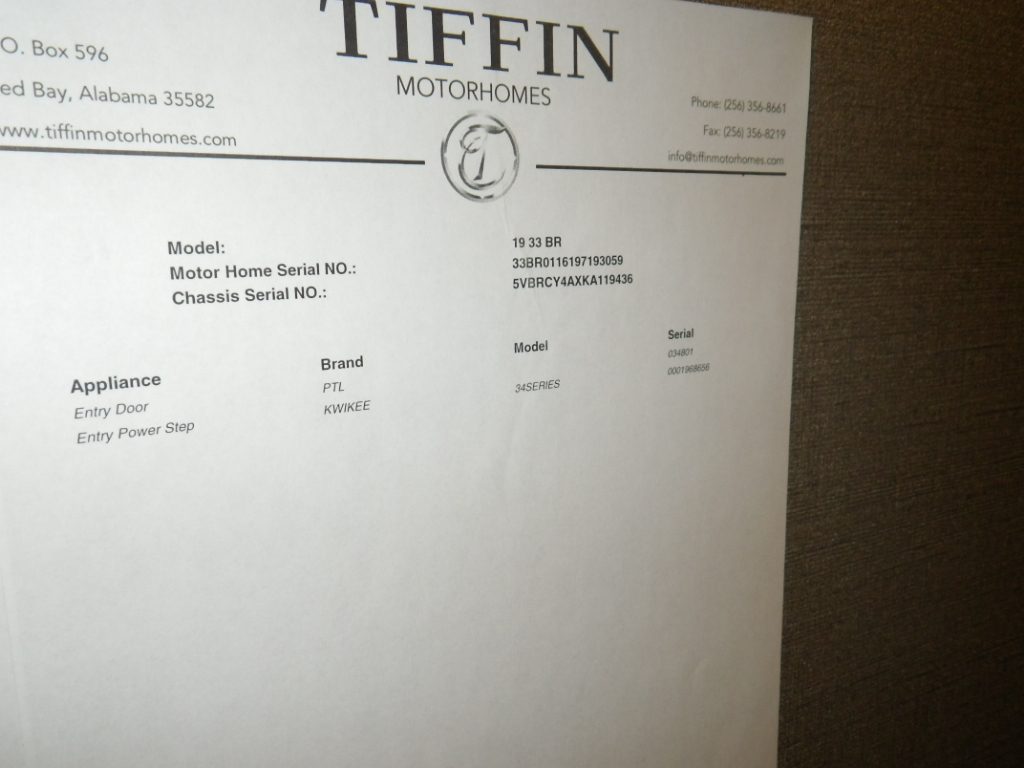 TIFFIN
MOTORHOMES
O. Box 596
ed Bay, Alabama 35582
www.tiffinmotorhomes.com
Phone: (256) 356-8661
Fax: (256) 356-8219
info@tiffinmotorhomes.com
T
Model: 19 33 BR
Motor Home Serial NO.: 33BR0116197193059
Chassis Serial NO.: 5VBRCY4AXKA119436
Appliance Brand Model Serial
Entry Door PTL 034801
Entry Power Step KWIKEE 34SERIES 0001968656